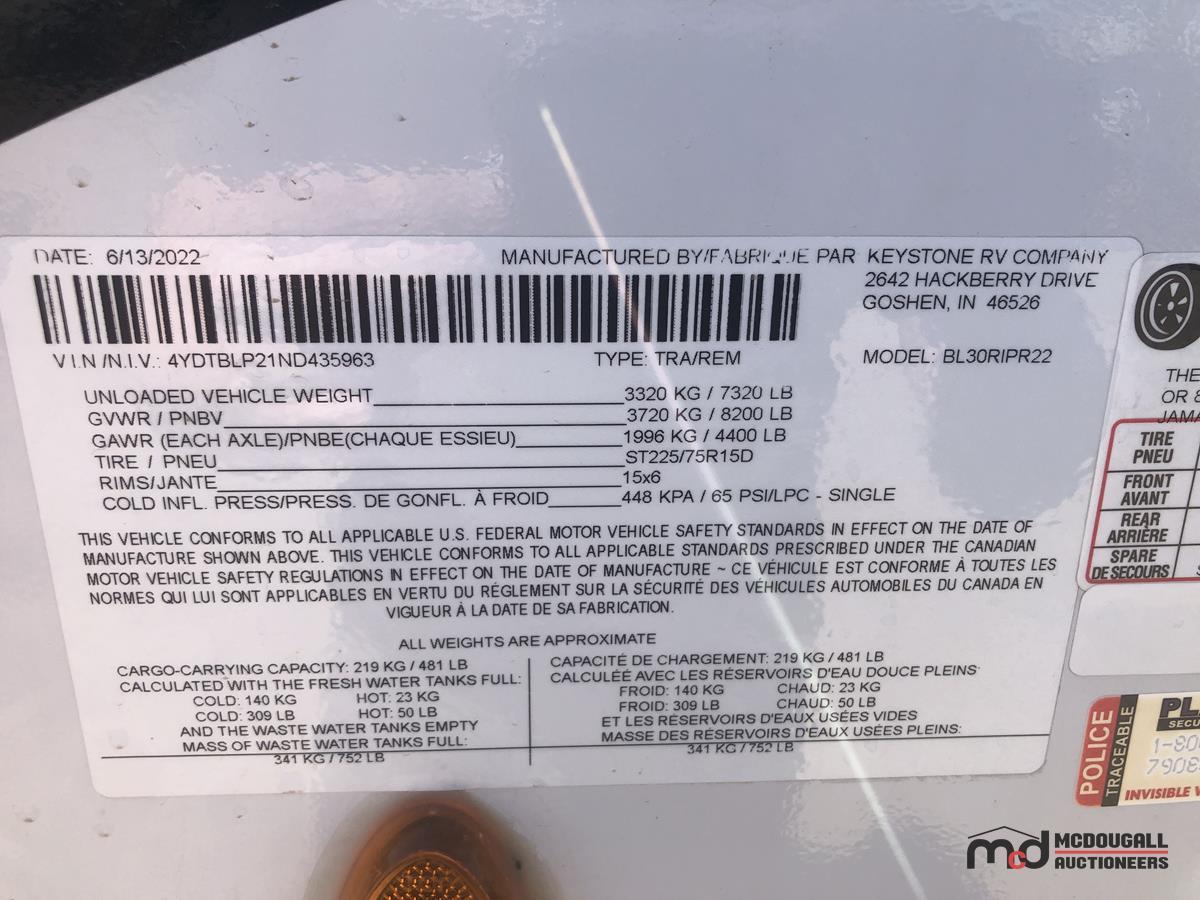 DATE: 6/13/2022
MANUFACTURED BY/FABRIQUE PAR KEYSTONE RV COMPANY
2642 HACKBERRY DRIVE
GOSHEN, IN 46526
V.I.N /N.I.V.: 4YDTBLP21ND435963 TYPE: TRA/REM MODEL: BL30RIPR22
UNLOADED VEHICLE WEIGHT 3320 KG / 7320 LB
GVWR / PNBV 3720 KG / 8200 LB
GAWR (EACH AXLE)/PNBE(CHAQUE ESSIEU) 1996 KG / 4400 LB
TIRE / PNEU ST225/75R15D
RIMS/JANTE 15x6
COLD INFL. PRESS/PRESS. DE GONFL. À FROID 448 KPA / 65 PSI/LPC - SINGLE
THIS VEHICLE CONFORMS TO ALL APPLICABLE U.S. FEDERAL MOTOR VEHICLE SAFETY STANDARDS IN EFFECT ON THE DATE OF
MANUFACTURE SHOWN ABOVE. THIS VEHICLE CONFORMS TO ALL APPLICABLE STANDARDS PRESCRIBED UNDER THE CANADIAN
MOTOR VEHICLE SAFETY REGULATIONS IN EFFECT ON THE DATE OF MANUFACTURE ~ CE VÉHICULE EST CONFORME À TOUTES LES
NORMES QUI LUI SONT APPLICABLES EN VERTU DU RÉGLEMENT SUR LA SÉCURITÉ DES VÉHICULES AUTOMOBILES DU CANADA EN
VIGUEUR À LA DATE DE SA FABRICATION.
ALL WEIGHTS ARE APPROXIMATE
CARGO-CARRYING CAPACITY: 219 KG / 481 LB
CALCULATED WITH THE FRESH WATER TANKS FULL:
COLD: 140 KG HOT: 23 KG
COLD: 309 LB HOT: 50 LB
AND THE WASTE WATER TANKS EMPTY
MASS OF WASTE WATER TANKS FULL:
341 KG / 752 LB
CAPACITÉ DE CHARGEMENT: 219 KG / 481 LB
CALCULÉE AVEC LES RÉSERVOIRS D'EAU DOUCE PLEINS:
FROID: 140 KG CHAUD: 23 KG
FROID: 309 LB CHAUD: 50 LB
ET LES RÉSERVOIRS D'EAUX USÉES VIDES
MASSE DES RÉSERVOIRS D'EAUX USÉES PLEINS:
341 KG / 752 LB
THE
OR
TIRE
PNEU
FRONT
AVANT
REAR
ARRIÈRE
SPARE
DE SECOURS
POLICE
TRACEABLE
INVISIBLE
mcd MCDOUGALL
AUCTIONEERS